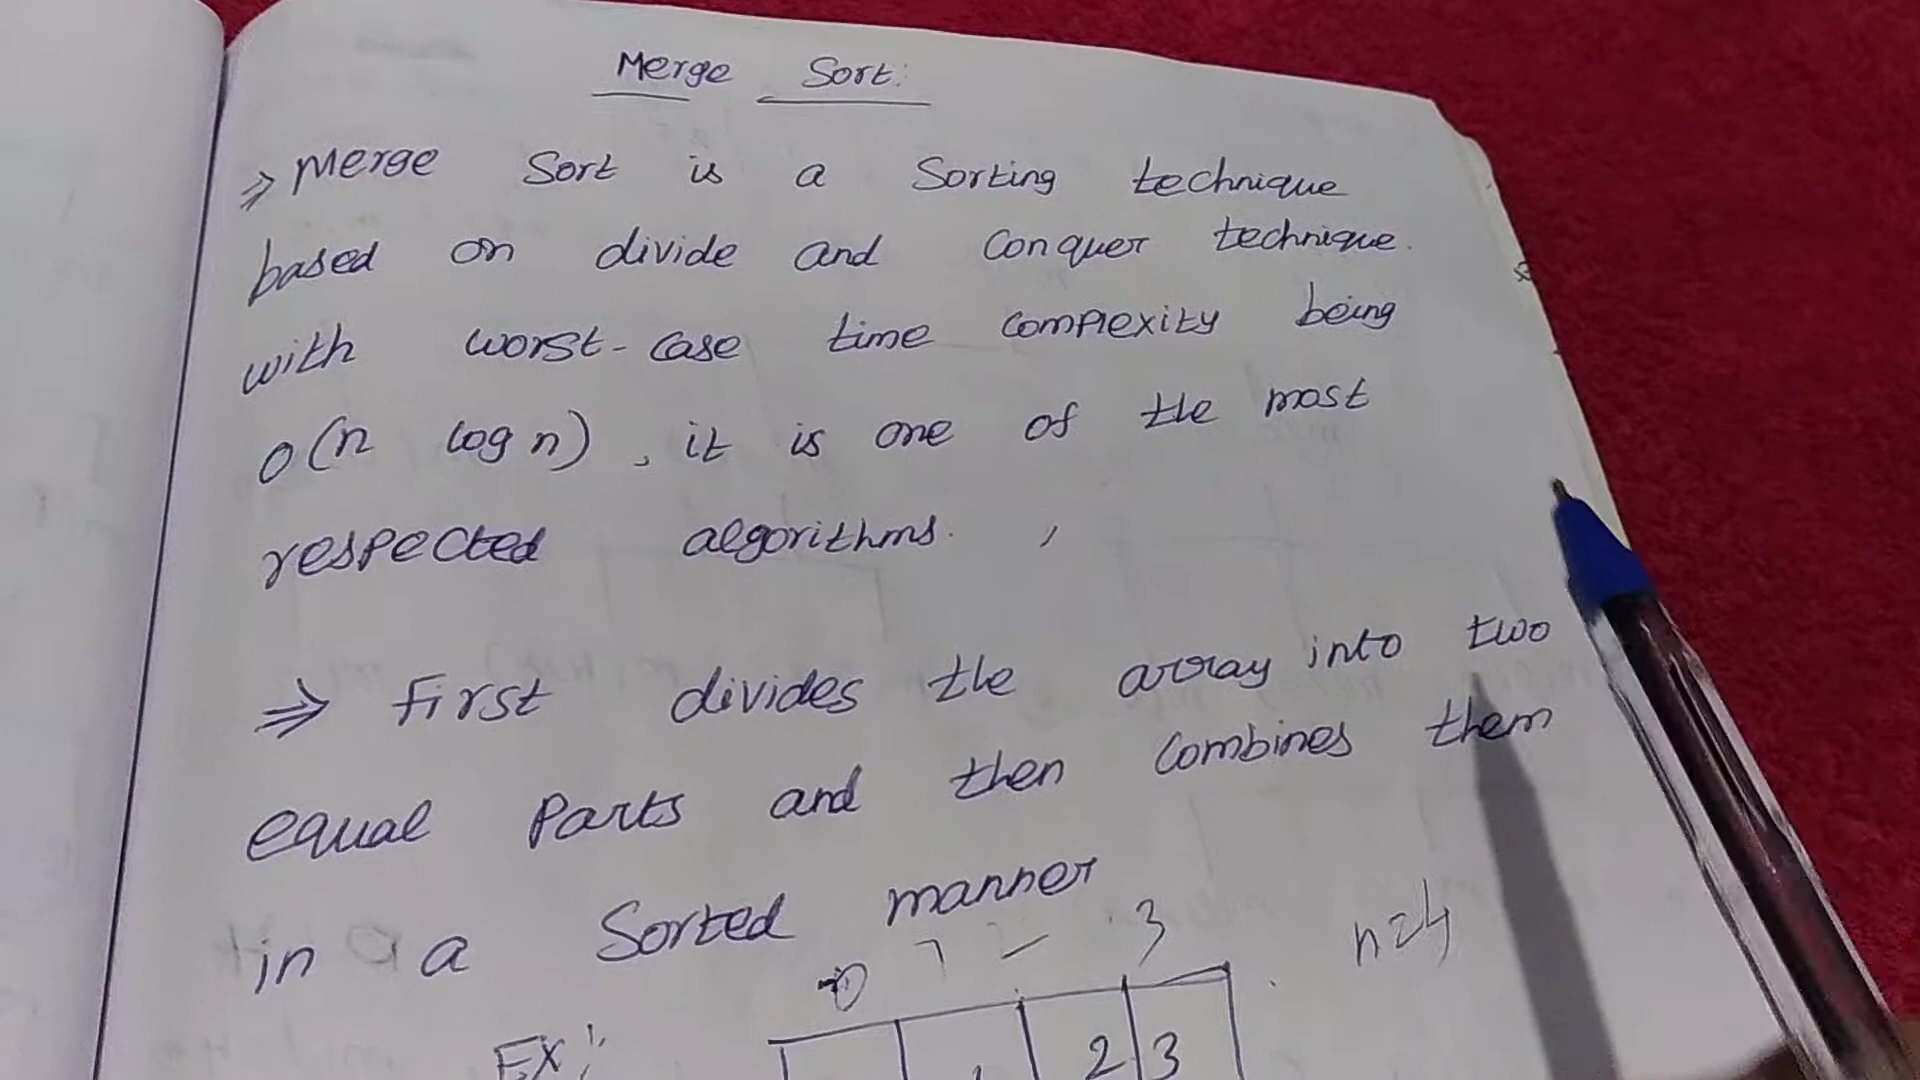 Merge Sort:
⇒ Merge Sort is a Sorting technique
based on divide and Conquer technique.
with worst-case time complexity being
O(n log n), it is one of the most
respected algorithms.
⇒ First divides the array into two
equal Parts and then Combines them
in a Sorted manner
0 1 2 3 n=4
Ex:
2 3